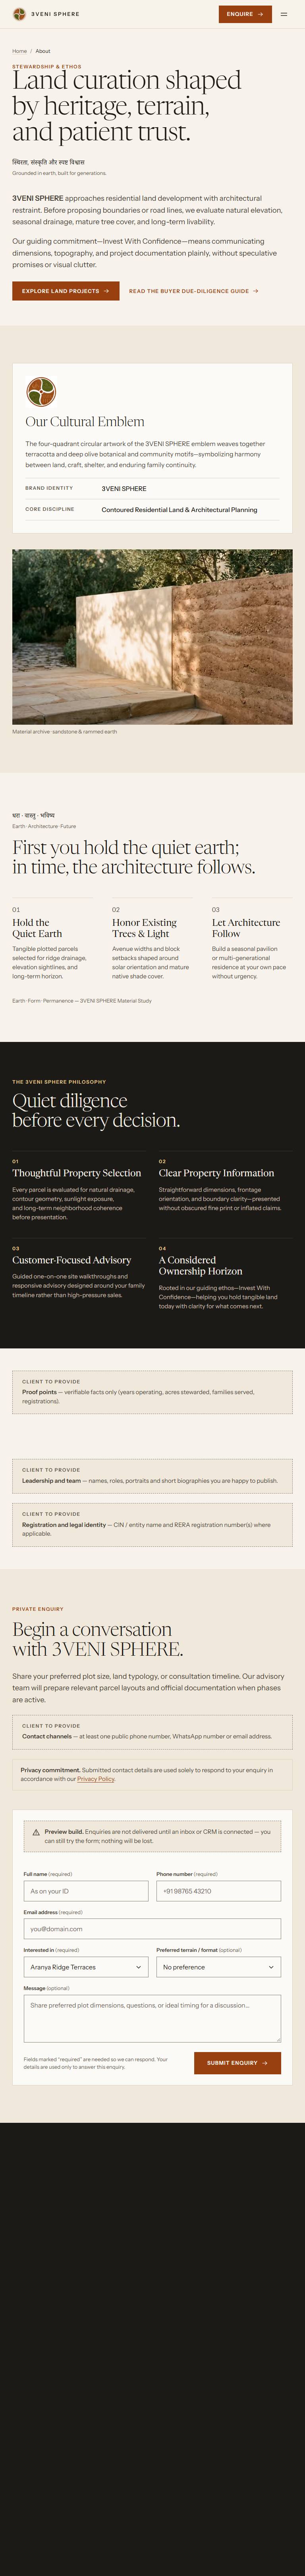 3VENI SPHERE
ENQUIRE →
Home / About
STEWARDSHIP & ETHOS
Land curation shaped
by heritage, terrain,
and patient trust.
स्थिरता, संस्कृति और स्पष्ट विश्वास
Grounded in earth, built for generations.
3VENI SPHERE approaches residential land development with architectural
restraint. Before proposing boundaries or road lines, we evaluate natural elevation,
seasonal drainage, mature tree cover, and long-term livability.
Our guiding commitment—Invest With Confidence—means communicating
dimensions, topography, and project documentation plainly, without speculative
promises or visual clutter.
EXPLORE LAND PROJECTS →
READ THE BUYER DUE-DILIGENCE GUIDE →
Our Cultural Emblem
The four-quadrant circular artwork of the 3VENI SPHERE emblem weaves together
terracotta and deep olive botanical and community motifs—symbolizing harmony
between land, craft, shelter, and enduring family continuity.
BRAND IDENTITY 3VENI SPHERE
CORE DISCIPLINE Contoured Residential Land & Architectural Planning
Material archive · sandstone & rammed earth
धरा · वास्तु · भविष्य
Earth · Architecture · Future
First you hold the quiet earth;
in time, the architecture follows.
01
Hold the
Quiet Earth
Tangible plotted parcels
selected for ridge drainage,
elevation sightlines, and
long-term horizon.
02
Honor Existing
Trees & Light
Avenue widths and block
setbacks shaped around
solar orientation and mature
native shade cover.
03
Let Architecture
Follow
Build a seasonal pavilion
or multi-generational
residence at your own pace
without urgency.
Earth · Form · Permanence — 3VENI SPHERE Material Study
THE 3VENI SPHERE PHILOSOPHY
Quiet diligence
before every decision.
01
Thoughtful Property Selection
Every parcel is evaluated for natural drainage,
contour geometry, sunlight exposure,
and long-term neighborhood coherence
before presentation.
02
Clear Property Information
Straightforward dimensions, frontage
orientation, and boundary clarity—presented
without obscured fine print or inflated claims.
03
Customer-Focused Advisory
Guided one-on-one site walkthroughs and
responsive advisory designed around your family
timeline rather than high-pressure sales.
04
A Considered
Ownership Horizon
Rooted in our guiding ethos—Invest With
Confidence—helping you hold tangible land
today with clarity for what comes next.
CLIENT TO PROVIDE
Proof points — verifiable facts only (years operating, acres stewarded, families served,
registrations).
CLIENT TO PROVIDE
Leadership and team — names, roles, portraits and short biographies you are happy to publish.
CLIENT TO PROVIDE
Registration and legal identity — CIN / entity name and RERA registration number(s) where
applicable.
PRIVATE ENQUIRY
Begin a conversation
with 3VENI SPHERE.
Share your preferred plot size, land typology, or consultation timeline. Our advisory
team will prepare relevant parcel layouts and official documentation when phases
are active.
CLIENT TO PROVIDE
Contact channels — at least one public phone number, WhatsApp number or email address.
Privacy commitment. Submitted contact details are used solely to respond to your enquiry in
accordance with our Privacy Policy.
Preview build. Enquiries are not delivered until an inbox or CRM is connected — you
can still try the form; nothing will be lost.
Full name (required)
As on your ID
Phone number (required)
+91 98765 43210
Email address (required)
you@domain.com
Interested in (required)
Aranya Ridge Terraces
Preferred terrain / format (optional)
No preference
Message (optional)
Share preferred plot dimensions, questions, or ideal timing for a discussion...
Fields marked "required" are needed so we can respond. Your
details are used only to answer this enquiry.
SUBMIT ENQUIRY →